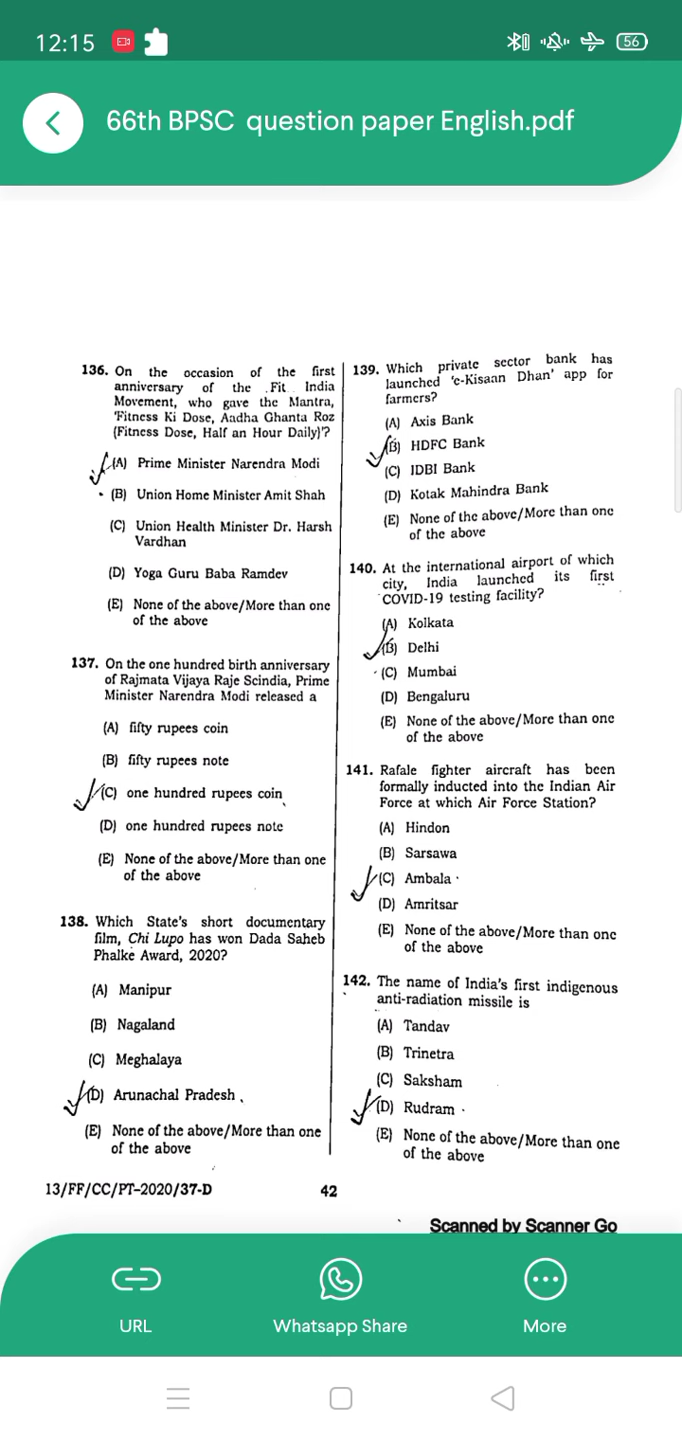 12:15
56
66th BPSC question paper English.pdf
136. On the occasion of the first
anniversary of the Fit India
Movement, who gave the Mantra,
'Fitness Ki Dose, Aadha Ghanta Roz
(Fitness Dose, Half an Hour Daily)'?
(A) Prime Minister Narendra Modi
(B) Union Home Minister Amit Shah
(C) Union Health Minister Dr. Harsh
Vardhan
(D) Yoga Guru Baba Ramdev
(E) None of the above/More than one
of the above
137. On the one hundred birth anniversary
of Rajmata Vijaya Raje Scindia, Prime
Minister Narendra Modi released a
(A) fifty rupees coin
(B) fifty rupees note
(C) one hundred rupees coin
(D) one hundred rupees note
(E) None of the above/More than one
of the above
138. Which State's short documentary
film, Chi Lupo has won Dada Saheb
Phalke Award, 2020?
(A) Manipur
(B) Nagaland
(C) Meghalaya
(D) Arunachal Pradesh
(E) None of the above/More than one
of the above
139. Which private sector bank has
launched 'e-Kisaan Dhan' app for
farmers?
(A) Axis Bank
(B) HDFC Bank
(C) IDBI Bank
(D) Kotak Mahindra Bank
(E) None of the above/More than one
of the above
140. At the international airport of which
city, India launched its first
COVID-19 testing facility?
(A) Kolkata
(B) Delhi
(C) Mumbai
(D) Bengaluru
(E) None of the above/More than one
of the above
141. Rafale fighter aircraft has been
formally inducted into the Indian Air
Force at which Air Force Station?
(A) Hindon
(B) Sarsawa
(C) Ambala
(D) Amritsar
(E) None of the above/More than one
of the above
142. The name of India's first indigenous
anti-radiation missile is
(A) Tandav
(B) Trinetra
(C) Saksham
(D) Rudram
(E) None of the above/More than one
of the above
13/FF/CC/PT-2020/37-D
42
Scanned by Scanner Go
URL
Whatsapp Share
More